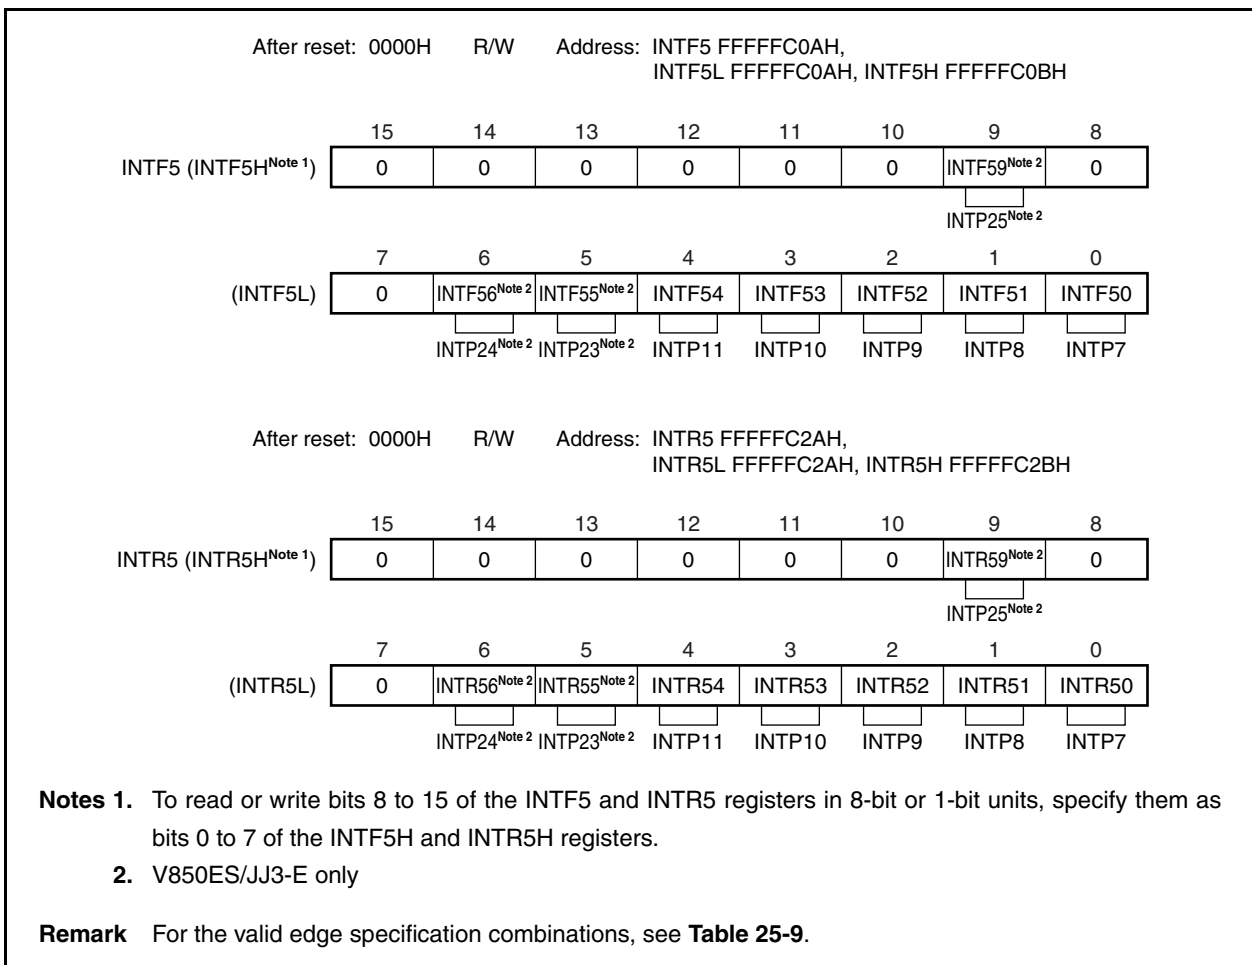 After reset: 0000H R/W Address: INTF5 FFFFFC0AH,
INTF5L FFFFFC0AH, INTF5H FFFFFC0BH
15 14 13 12 11 10 9 8
INTF5 (INTF5HNote 1) 0 0 0 0 0 0 INTF59Note 2 0
INTP25Note 2
7 6 5 4 3 2 1 0
(INTF5L) 0 INTF56Note 2 INTF55Note 2 INTF54 INTF53 INTF52 INTF51 INTF50
INTP24Note 2 INTP23Note 2 INTP11 INTP10 INTP9 INTP8 INTP7
After reset: 0000H R/W Address: INTR5 FFFFFC2AH,
INTR5L FFFFFC2AH, INTR5H FFFFFC2BH
15 14 13 12 11 10 9 8
INTR5 (INTR5HNote 1) 0 0 0 0 0 0 INTR59Note 2 0
INTP25Note 2
7 6 5 4 3 2 1 0
(INTR5L) 0 INTR56Note 2 INTR55Note 2 INTR54 INTR53 INTR52 INTR51 INTR50
INTP24Note 2 INTP23Note 2 INTP11 INTP10 INTP9 INTP8 INTP7
Notes 1. To read or write bits 8 to 15 of the INTF5 and INTR5 registers in 8-bit or 1-bit units, specify them as
bits 0 to 7 of the INTF5H and INTR5H registers.
2. V850ES/JJ3-E only
Remark For the valid edge specification combinations, see Table 25-9.